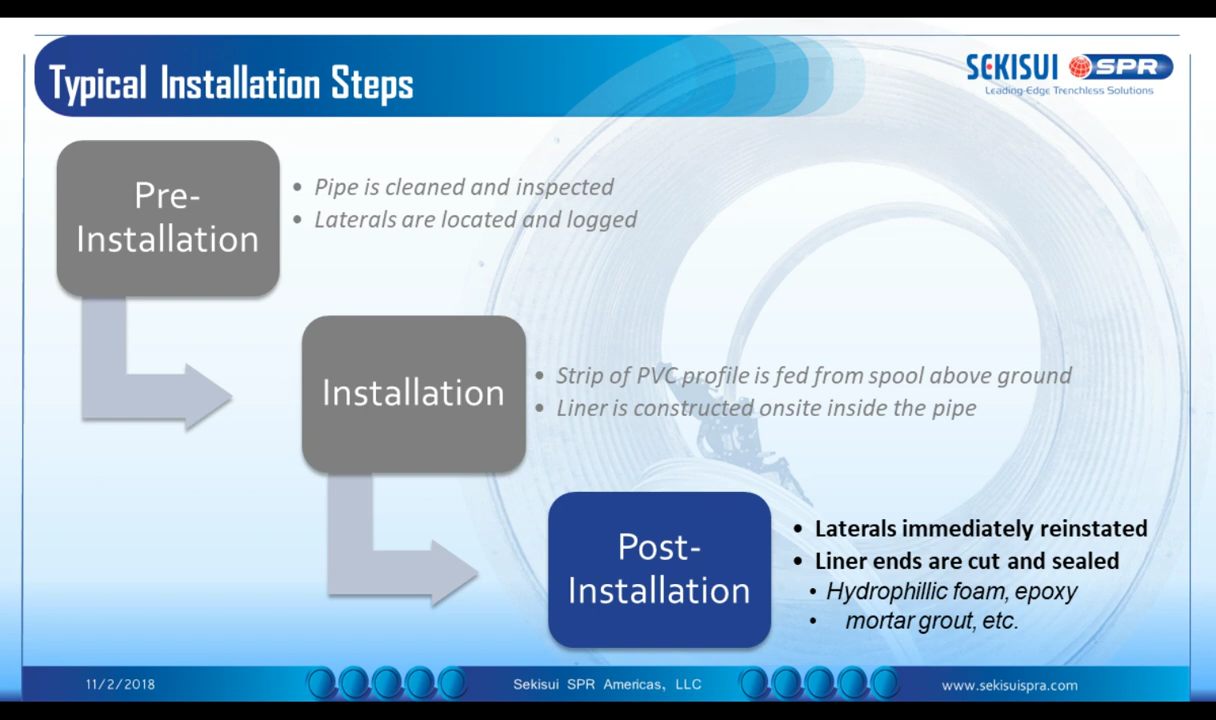 Typical Installation Steps
SEKISUI SPR
Leading-Edge Trenchless Solutions
Pre-
Installation
• Pipe is cleaned and inspected
• Laterals are located and logged
Installation
• Strip of PVC profile is fed from spool above ground
• Liner is constructed onsite inside the pipe
Post-
Installation
• Laterals immediately reinstated
• Liner ends are cut and sealed
• Hydrophillic foam, epoxy
• mortar grout, etc.
11/2/2018
Sekisui SPR Americas, LLC
www.sekisuispra.com